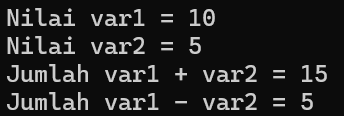 Nilai var1 = 10
Nilai var2 = 5
Jumlah var1 + var2 = 15
Jumlah var1 - var2 = 5